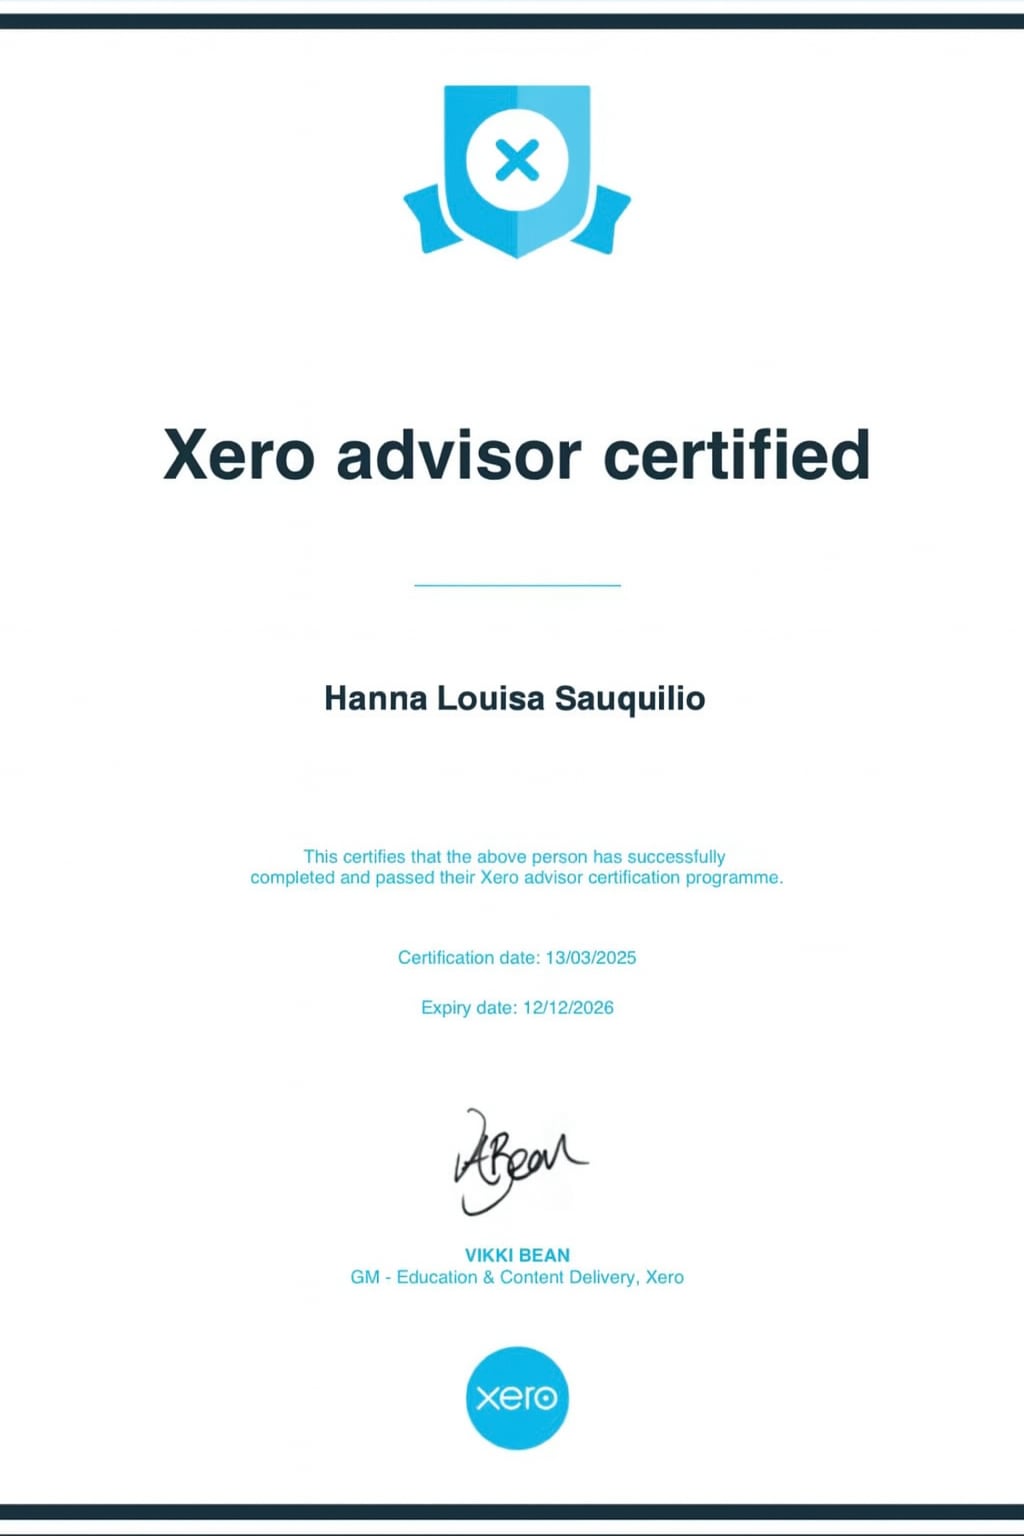 Xero advisor certified
Hanna Louisa Sauquilio
This certifies that the above person has successfully
completed and passed their Xero advisor certification programme.
Certification date: 13/03/2025
Expiry date: 12/12/2026
VABean
VIKKI BEAN
GM - Education & Content Delivery, Xero
xero